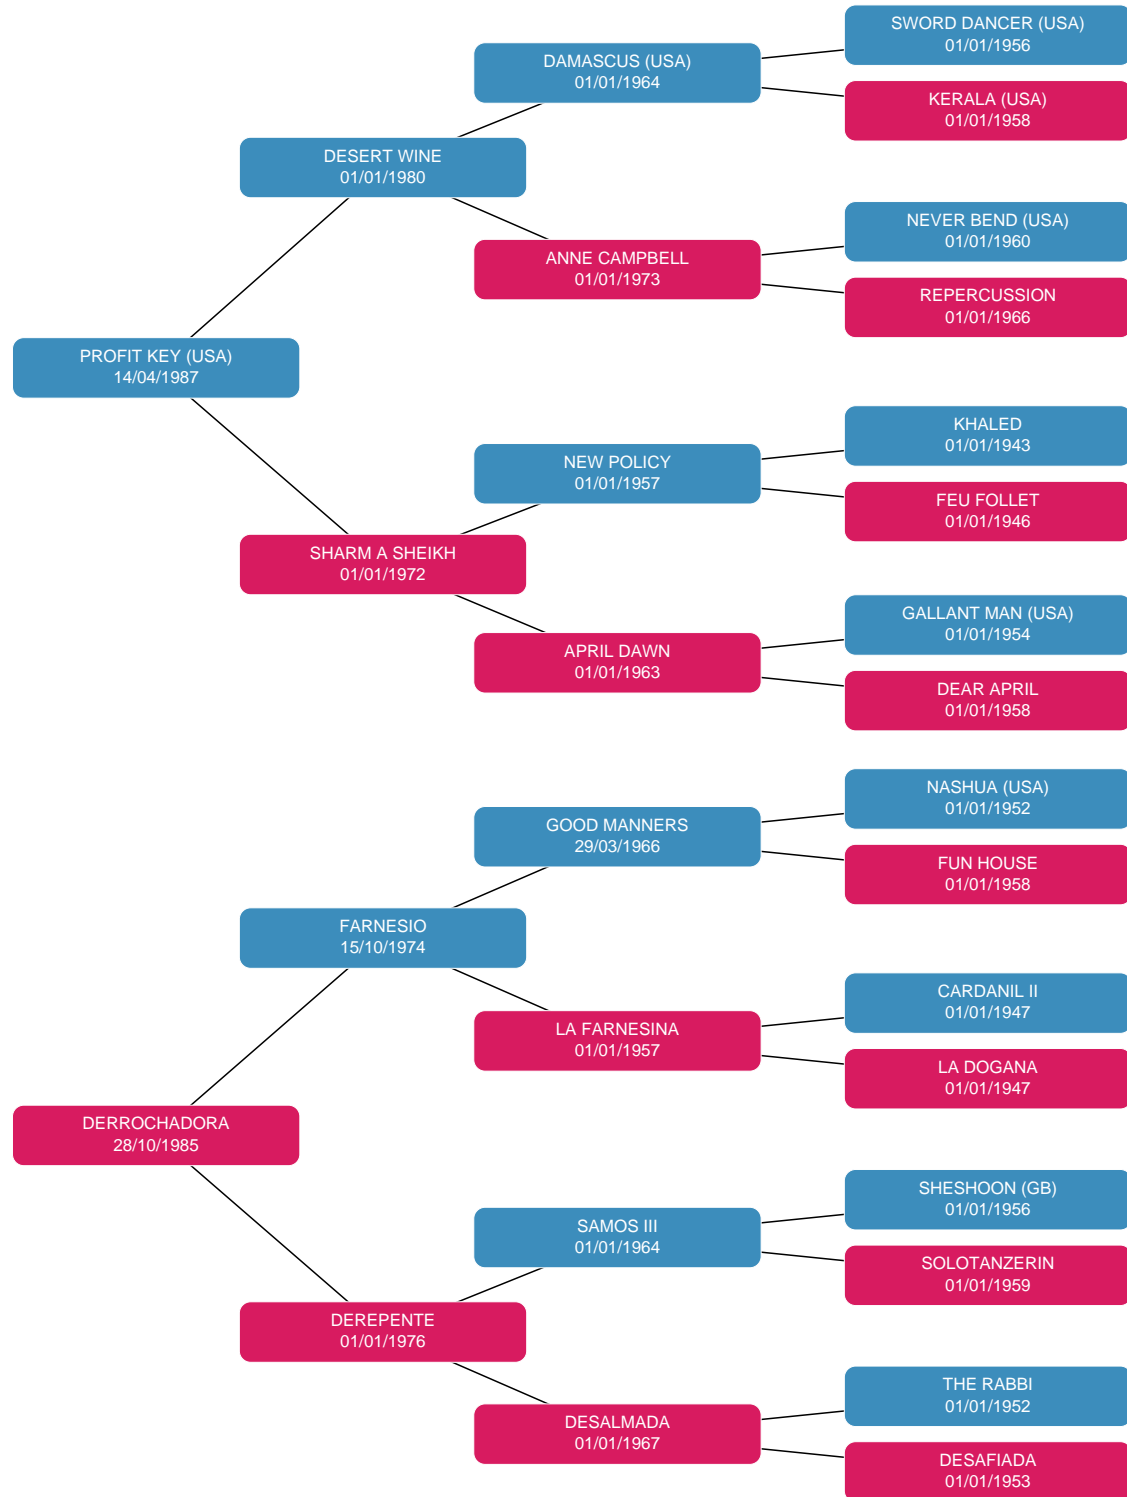 SWORD DANCER (USA)
01/01/1956
DAMASCUS (USA)
01/01/1964
KERALA (USA)
01/01/1958
DESERT WINE
01/01/1980
NEVER BEND (USA)
01/01/1960
ANNE CAMPBELL
01/01/1973
REPERCUSSION
01/01/1966
PROFIT KEY (USA)
14/04/1987
KHALED
01/01/1943
NEW POLICY
01/01/1957
FEU FOLLET
01/01/1946
SHARM A SHEIKH
01/01/1972
GALLANT MAN (USA)
01/01/1954
APRIL DAWN
01/01/1963
DEAR APRIL
01/01/1958
NASHUA (USA)
01/01/1952
GOOD MANNERS
29/03/1966
FUN HOUSE
01/01/1958
FARNESIO
15/10/1974
CARDANIL II
01/01/1947
LA FARNESINA
01/01/1957
LA DOGANA
01/01/1947
DERROCHADORA
28/10/1985
SHESHOON (GB)
01/01/1956
SAMOS III
01/01/1964
SOLOTANZERIN
01/01/1959
DEREPENTE
01/01/1976
THE RABBI
01/01/1952
DESALMADA
01/01/1967
DESAFIADA
01/01/1953